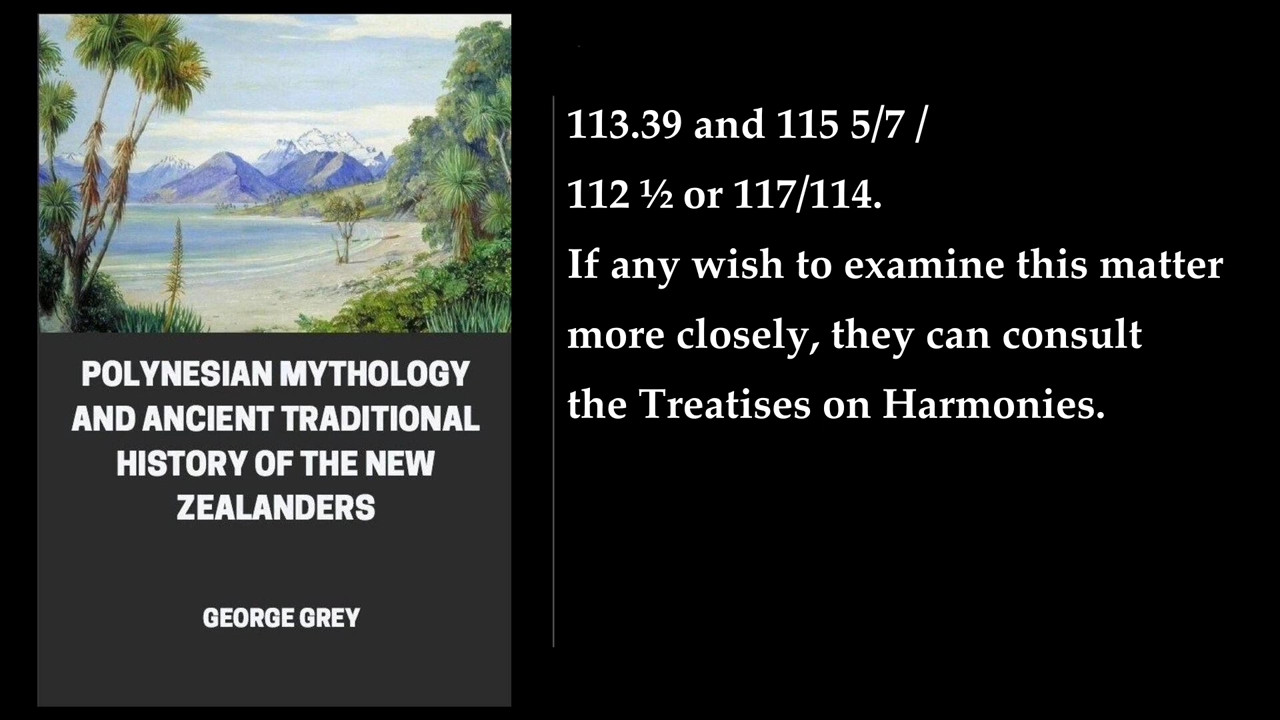 POLYNESIAN MYTHOLOGY
AND ANCIENT TRADITIONAL
HISTORY OF THE NEW
ZEALANDERS
GEORGE GREY
113.39 and 115 5/7 /
112 ½ or 117/114.
If any wish to examine this matter
more closely, they can consult
the Treatises on Harmonies.